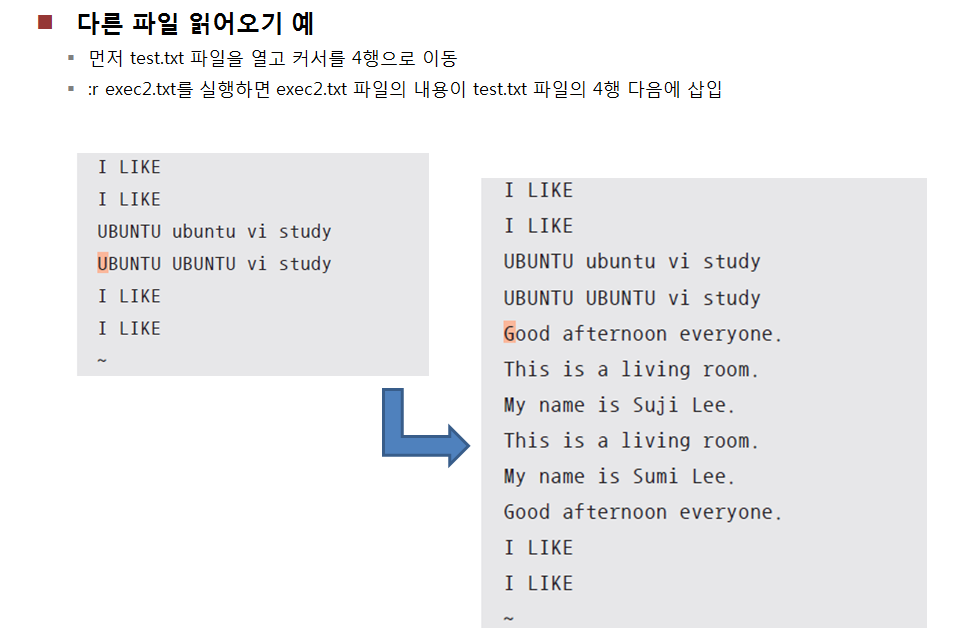 다른 파일 읽어오기 예
먼저 test.txt 파일을 열고 커서를 4행으로 이동
:r exec2.txt를 실행하면 exec2.txt 파일의 내용이 test.txt 파일의 4행 다음에 삽입
I LIKE
I LIKE
UBUNTU ubuntu vi study
UBUNTU UBUNTU vi study
I LIKE
I LIKE
~
I LIKE
I LIKE
UBUNTU ubuntu vi study
UBUNTU UBUNTU vi study
Good afternoon everyone.
This is a living room.
My name is Suji Lee.
This is a living room.
My name is Sumi Lee.
Good afternoon everyone.
I LIKE
I LIKE
~